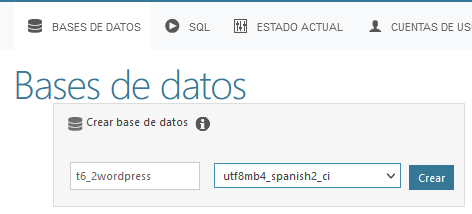 BASES DE DATOS SQL ESTADO ACTUAL CUENTAS DE US
Bases de datos
Crear base de datos
t6_2wordpress utf8mb4_spanish2_ci Crear